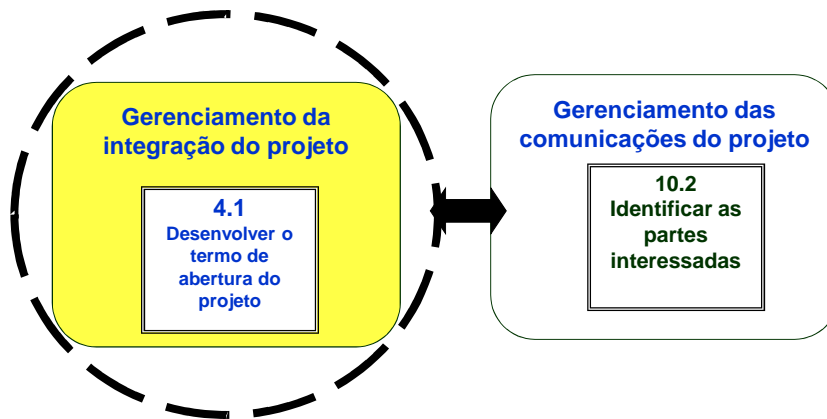 Gerenciamento da
integração do projeto
4.1
Desenvolver o
termo de
abertura do
projeto
Gerenciamento das
comunicações do projeto
10.2
Identificar as
partes
interessadas